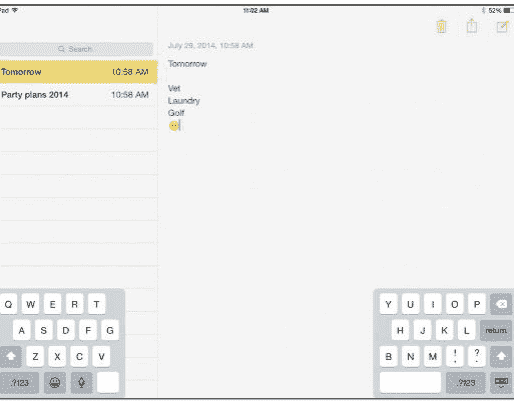 Pad
11:02 AM
52%
Search
July 29, 2014, 10:58 AM
Tomorrow 10:58 AM
Party plans 2014 10:58 AM
Tomorrow
Vet
Laundry
Golf
😶
Q W E R T
Y U I O P
A S D F G
H J K L return
Z X C V
B N M ! , ? .
.?123
.?123